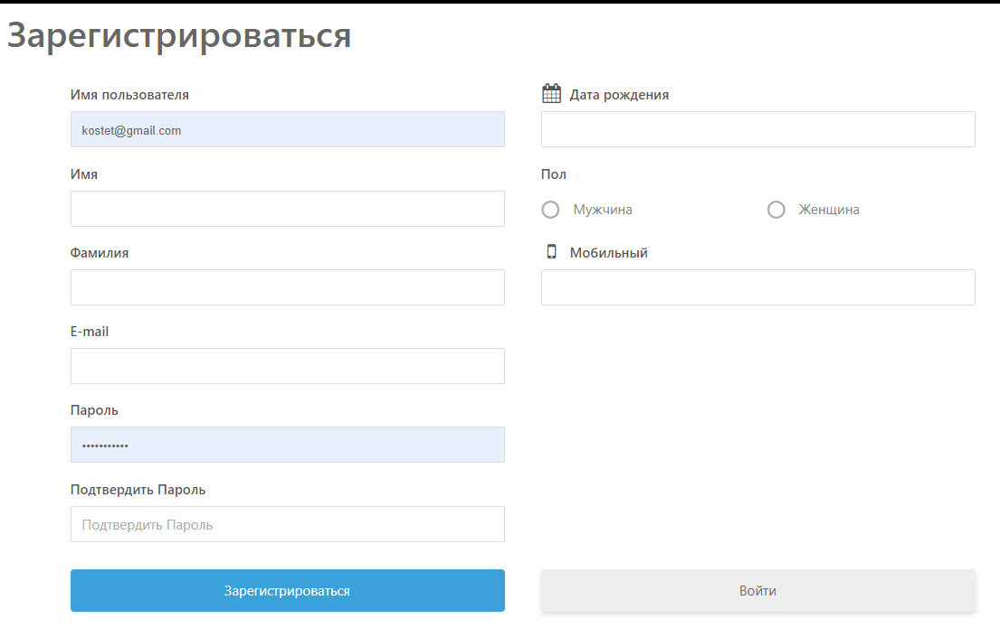 Зарегистрироваться
Имя пользователя
kostet@gmail.com
Имя
Фамилия
E-mail
Пароль
•••••••••••
Подтвердить Пароль
Подтвердить Пароль
Зарегистрироваться
Дата рождения
Пол
Мужчина Женщина
Мобильный
Войти